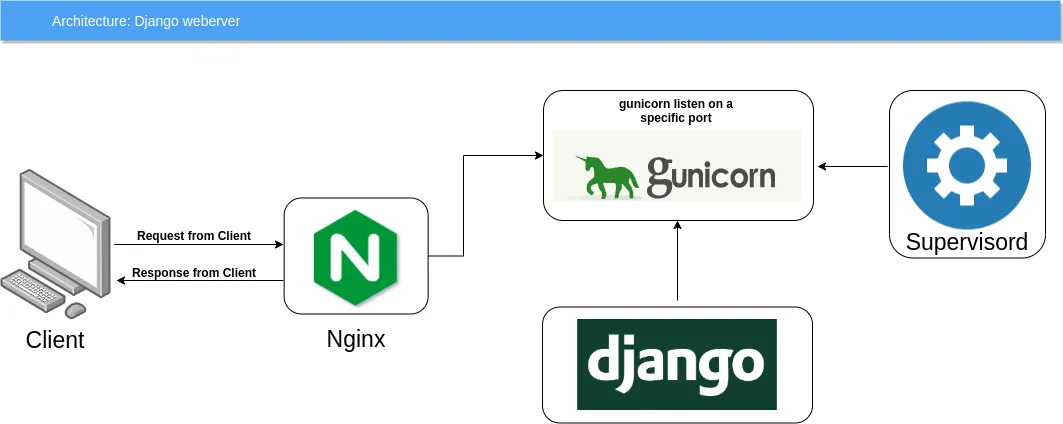 Architecture: Django weberver
gunicorn listen on a
specific port
gunicorn
Supervisord
Request from Client
Response from Client
N
Client
Nginx
django